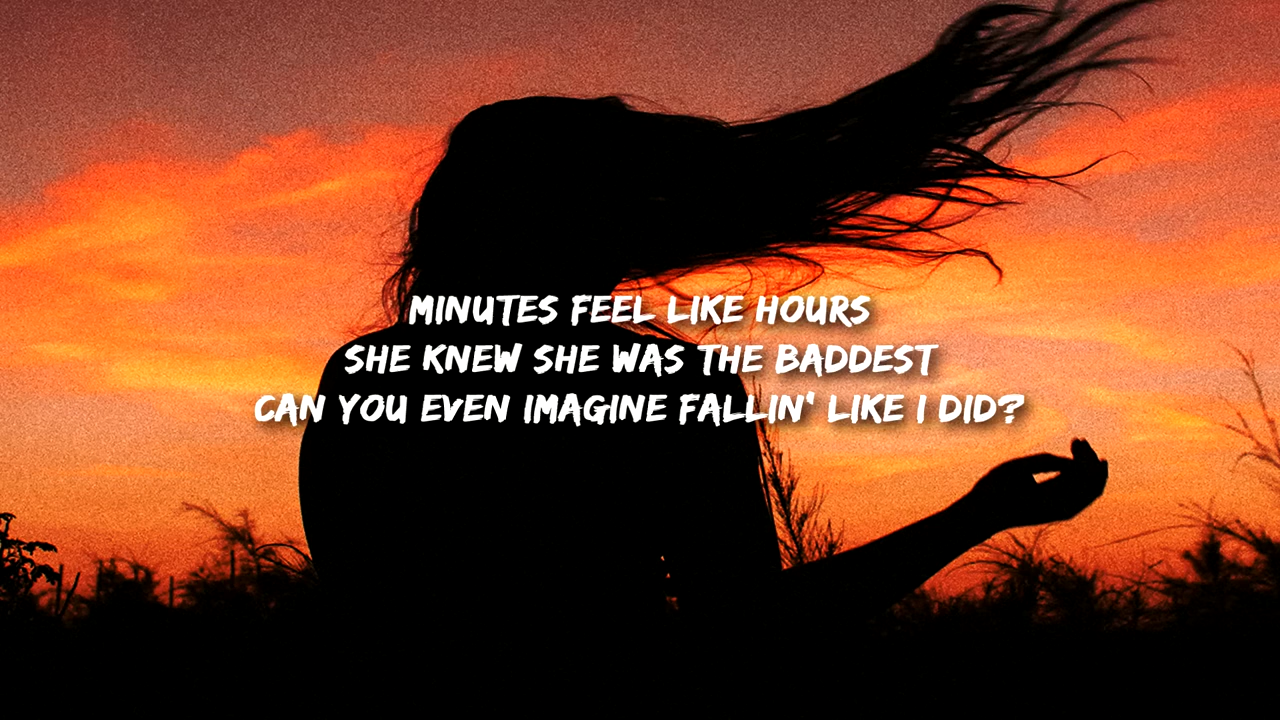 MINUTES FEEL LIKE HOURS
SHE KNEW SHE WAS THE BADDEST
CAN YOU EVEN IMAGINE FALLIN' LIKE I DID?